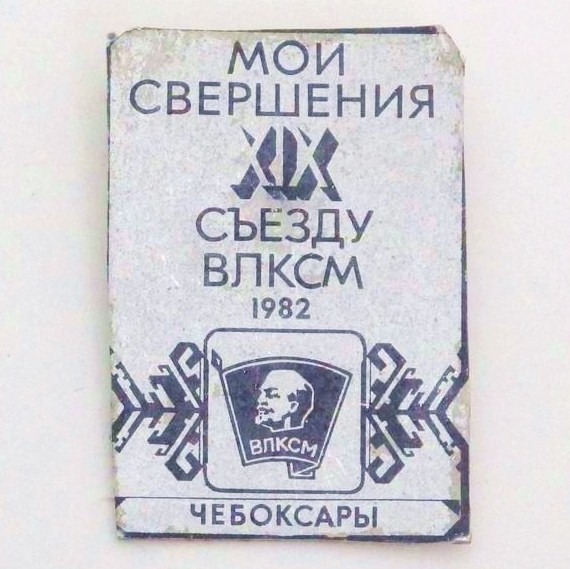 МОИ
СВЕРШЕНИЯ
XIX
СЪЕЗДУ
ВЛКСМ
1982
ВЛКСМ
ЧЕБОКСАРЫ